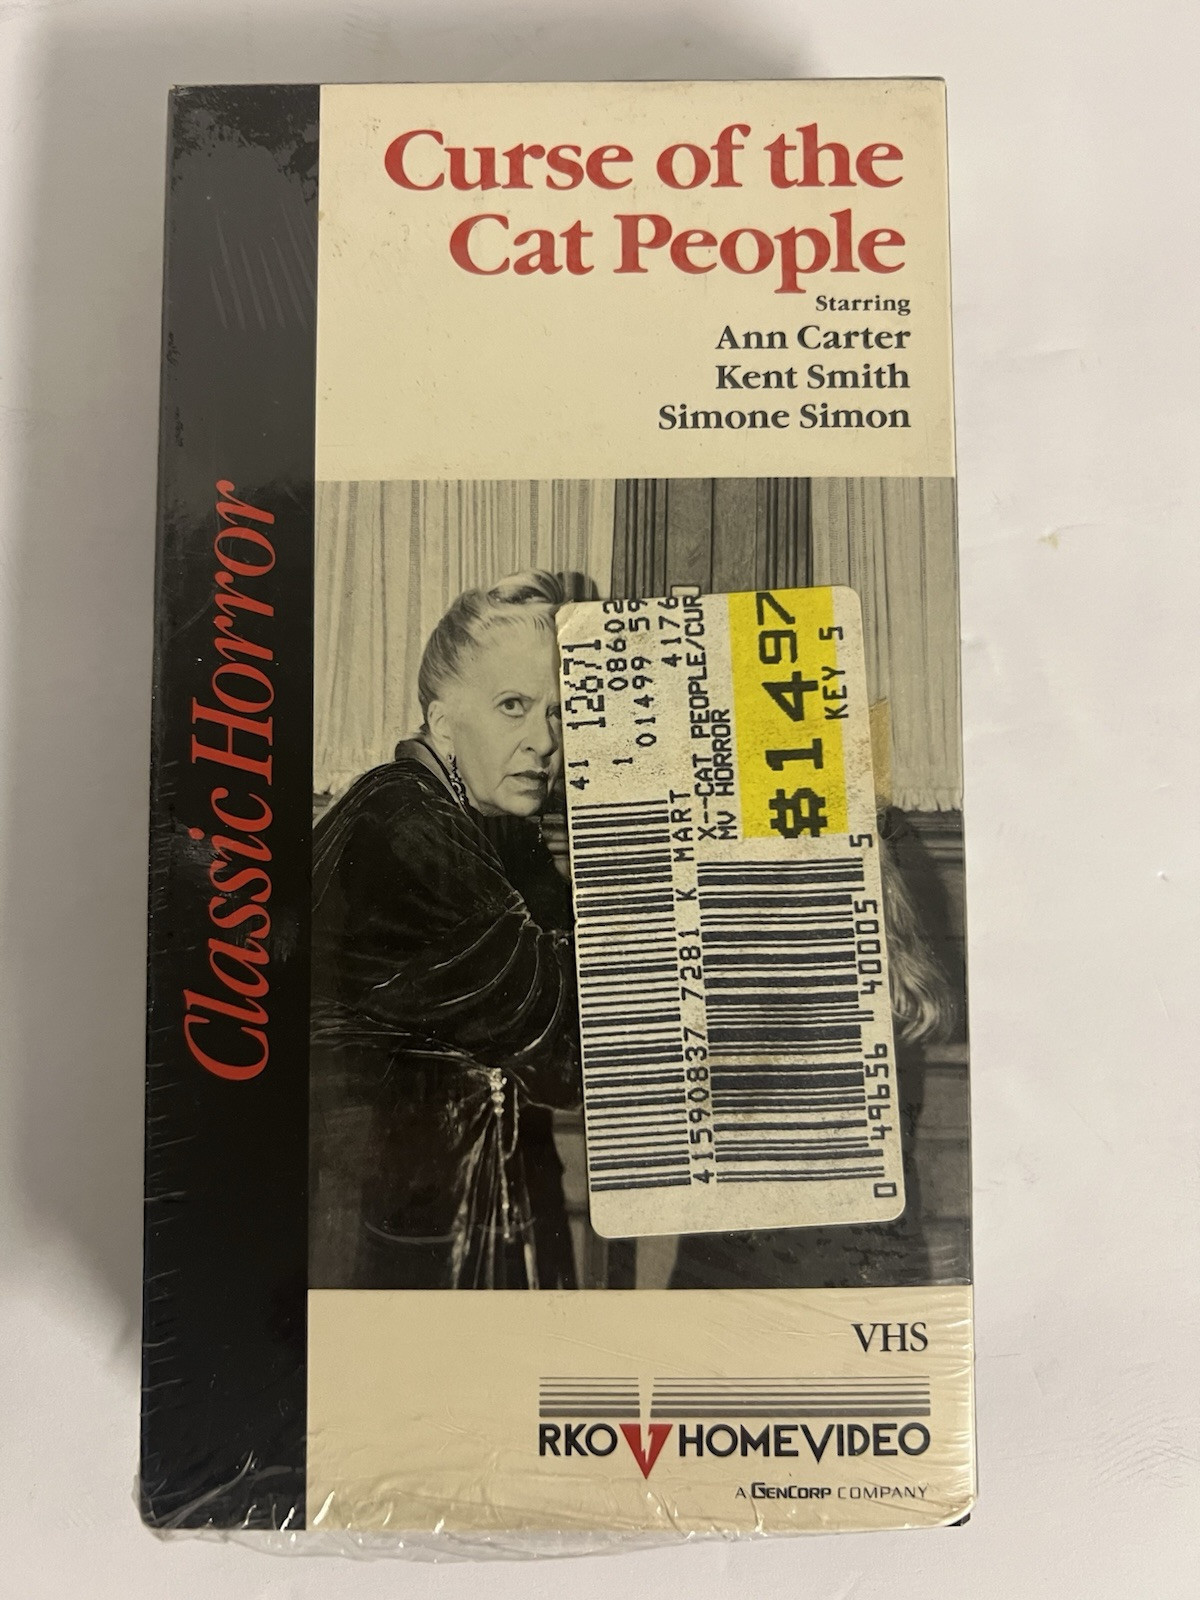 Curse of the
Cat People
Starring
Ann Carter
Kent Smith
Simone Simon
Classic Horror
41 12671
1 08602
01499 59
4176
K MART
X--CAT PEOPLE/CUR
MV HORROR
$1497
KEY 5
41590837 7281
0 49656 40005 5
VHS
RKO HOMEVIDEO
A GENCORP COMPANY